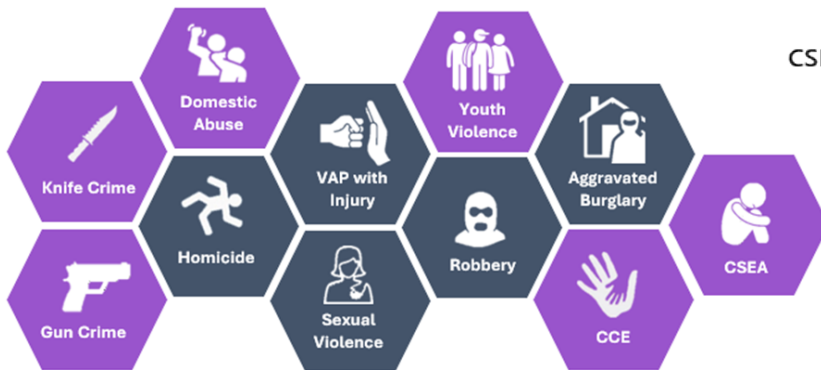 Domestic
Abuse
Youth
Violence
CSE
Knife Crime
VAP with
Injury
Aggravated
Burglary
Homicide
Robbery
CSEA
Gun Crime
Sexual
Violence
CCE